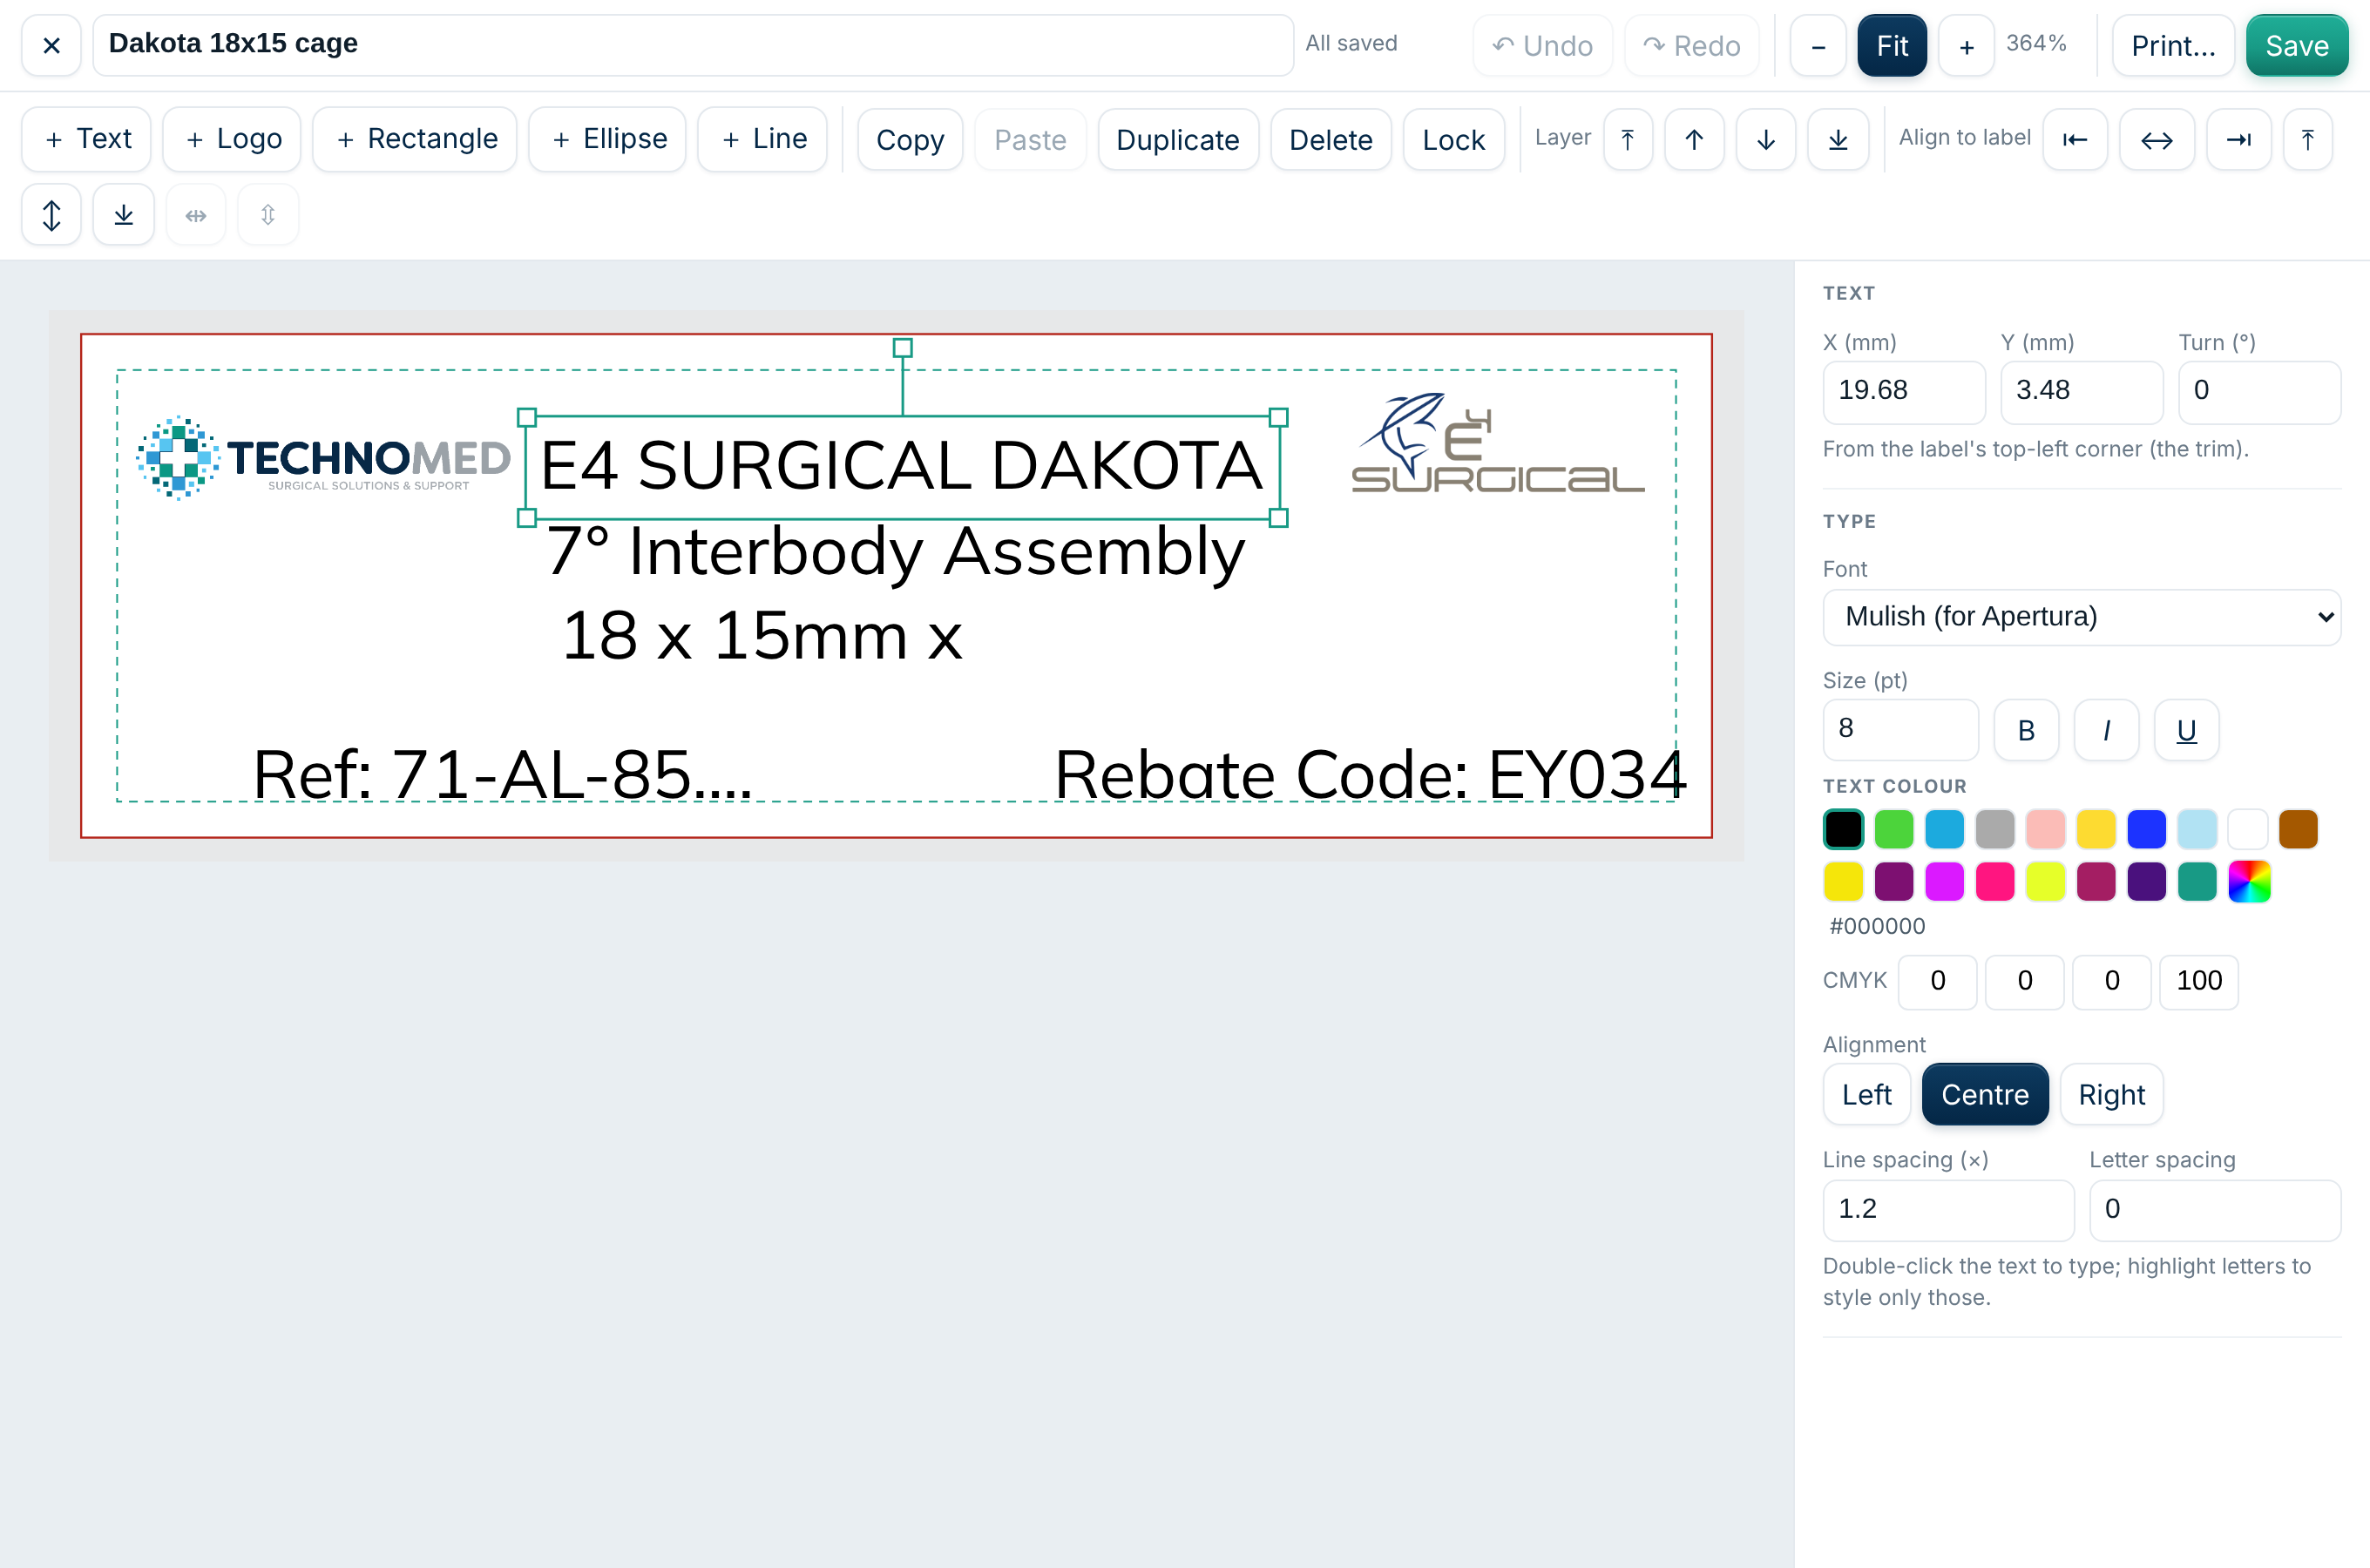 × Dakota 18x15 cage All saved ↶ Undo ↷ Redo − Fit + 364% Print... Save
+ Text + Logo + Rectangle + Ellipse + Line Copy Paste Duplicate Delete Lock Layer Align to label
TEXT
X (mm) Y (mm) Turn (°)
19.68 3.48 0
From the label's top-left corner (the trim).
TECHNOMED
SURGICAL SOLUTIONS & SUPPORT
E4 SURGICAL DAKOTA
E4
SURGICAL
7° Interbody Assembly
18 x 15mm x
Ref: 71-AL-85.... Rebate Code: EY034
TYPE
Font
Mulish (for Apertura)
Size (pt)
8 B I U
TEXT COLOUR
#000000
CMYK 0 0 0 100
Alignment
Left Centre Right
Line spacing (×) Letter spacing
1.2 0
Double-click the text to type; highlight letters to
style only those.